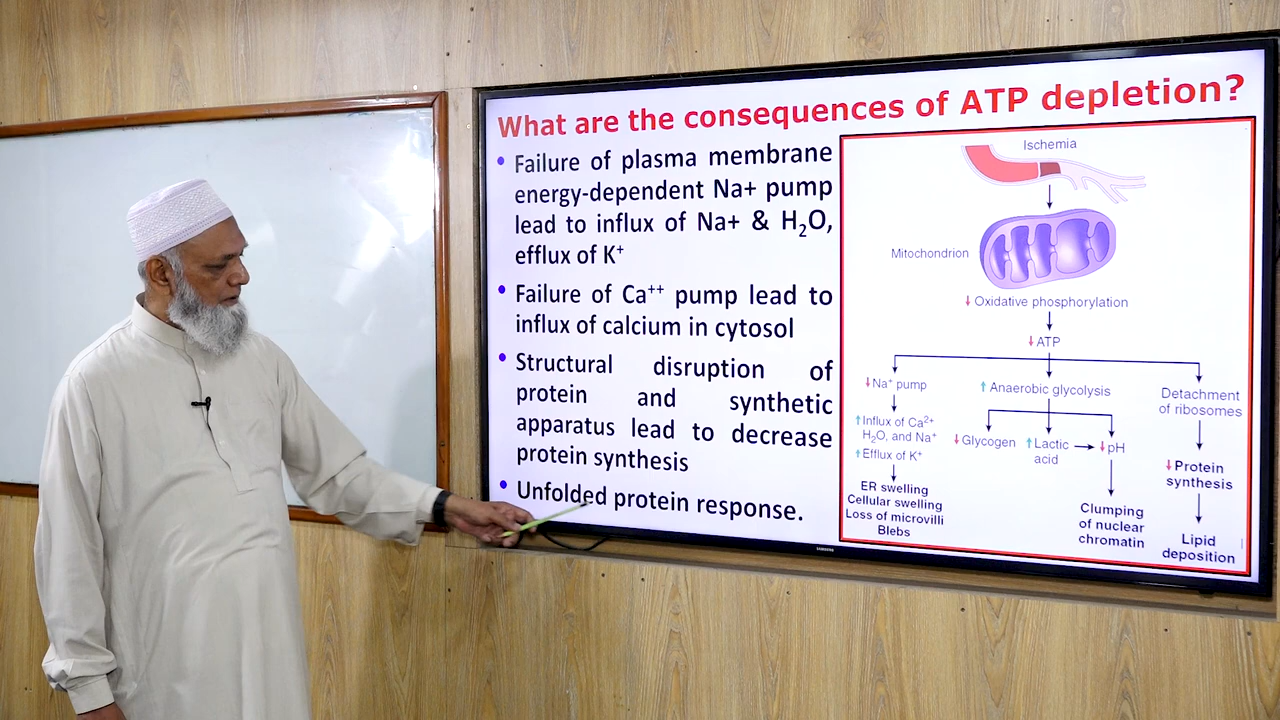 What are the consequences of ATP depletion?
• Failure of plasma membrane
energy-dependent Na+ pump
lead to influx of Na+ & H₂O,
efflux of K⁺
• Failure of Ca⁺⁺ pump lead to
influx of calcium in cytosol
• Structural disruption of
protein and synthetic
apparatus lead to decrease
protein synthesis
• Unfolded protein response.
Ischemia
Mitochondrion
↓ Oxidative phosphorylation
↓ ATP
↓ Na⁺ pump
↑ Influx of Ca²⁺
H₂O, and Na⁺
↑ Efflux of K⁺
ER swelling
Cellular swelling
Loss of microvilli
Blebs
↑ Anaerobic glycolysis
↓ Glycogen
↑ Lactic
acid
↓ pH
Clumping
of nuclear
chromatin
Detachment
of ribosomes
↓ Protein
synthesis
Lipid
deposition
SAMSUNG